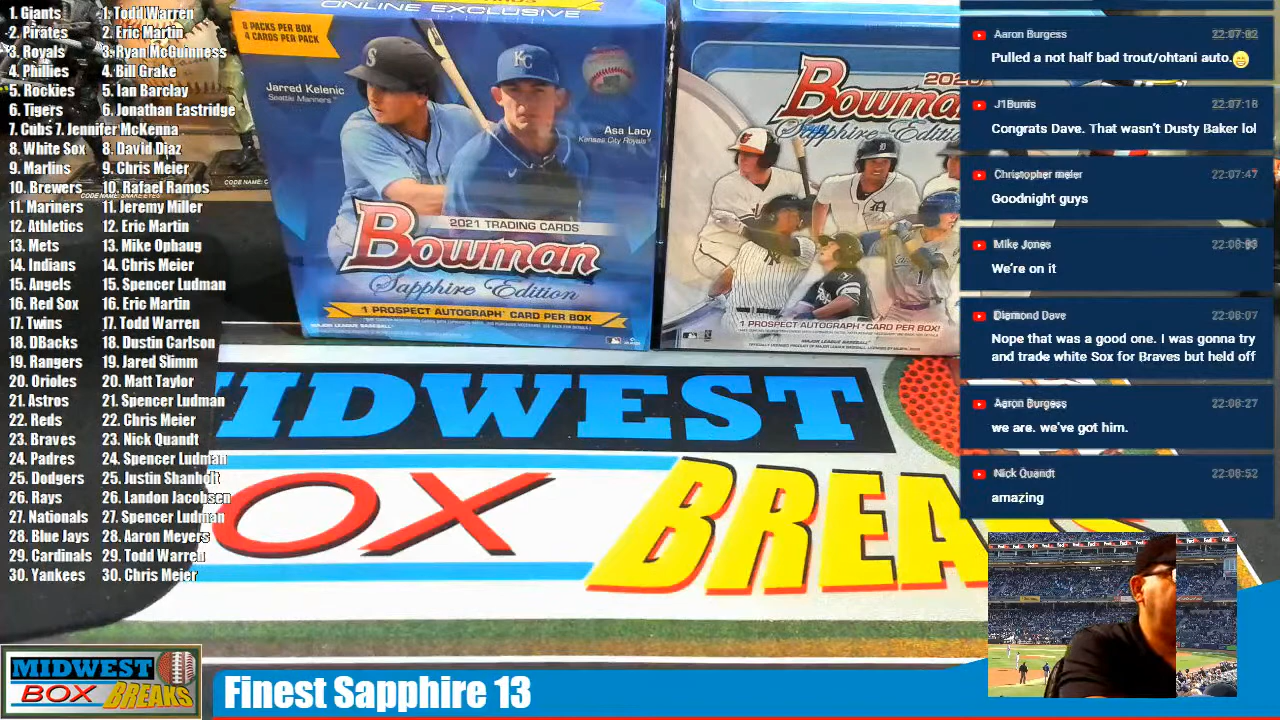 1. Giants 1. Todd Warren
2. Pirates 2. Eric Martin
3. Royals 3. Ryan McGuinness
4. Phillies 4. Bill Grake
5. Rockies 5. Ian Barclay
6. Tigers 6. Jonathan Eastridge
7. Cubs 7. Jennifer McKenna
8. White Sox 8. David Diaz
9. Marlins 9. Chris Meier
10. Brewers 10. Rafael Ramos
11. Mariners 11. Jeremy Miller
12. Athletics 12. Eric Martin
13. Mets 13. Mike Ophaug
14. Indians 14. Chris Meier
15. Angels 15. Spencer Ludman
16. Red Sox 16. Eric Martin
17. Twins 17. Todd Warren
18. DBacks 18. Dustin Carlson
19. Rangers 19. Jared Slimm
20. Orioles 20. Matt Taylor
21. Astros 21. Spencer Ludman
22. Reds 22. Chris Meier
23. Braves 23. Nick Quandt
24. Padres 24. Spencer Ludman
25. Dodgers 25. Justin Shanholt
26. Rays 26. Landon Jacobsen
27. Nationals 27. Spencer Ludman
28. Blue Jays 28. Aaron Meyers
29. Cardinals 29. Todd Warren
30. Yankees 30. Chris Meier
ONLINE EXCLUSIVE
8 PACKS PER BOX
4 CARDS PER PACK
Jarred Kelenic
Seattle Mariners
KC
Asa Lacy
Kansas City Royals
2021 TRADING CARDS
Bowman
Sapphire Edition
1 PROSPECT AUTOGRAPH CARD PER BOX
MAJOR LEAGUE BASEBALL
2020
Bowman
Sapphire Edition
1 PROSPECT AUTOGRAPH CARD PER BOX!
MIDWEST
BOX BREA
Aaron Burgess 22:07:02
Pulled a not half bad trout/ohtani auto.😁
J1Burris 22:07:18
Congrats Dave. That wasn't Dusty Baker lol
Christopher meier 22:07:47
Goodnight guys
Mike Jones
We're on it
Diamond Dave 22:08:07
Nope that was a good one. I was gonna try
and trade white Sox for Braves but held off
Aaron Burgess 22:08:27
we are. we've got him.
Nick Quandt 22:08:52
amazing
FedEx
MIDWEST
BOX BREAKS
Finest Sapphire 13